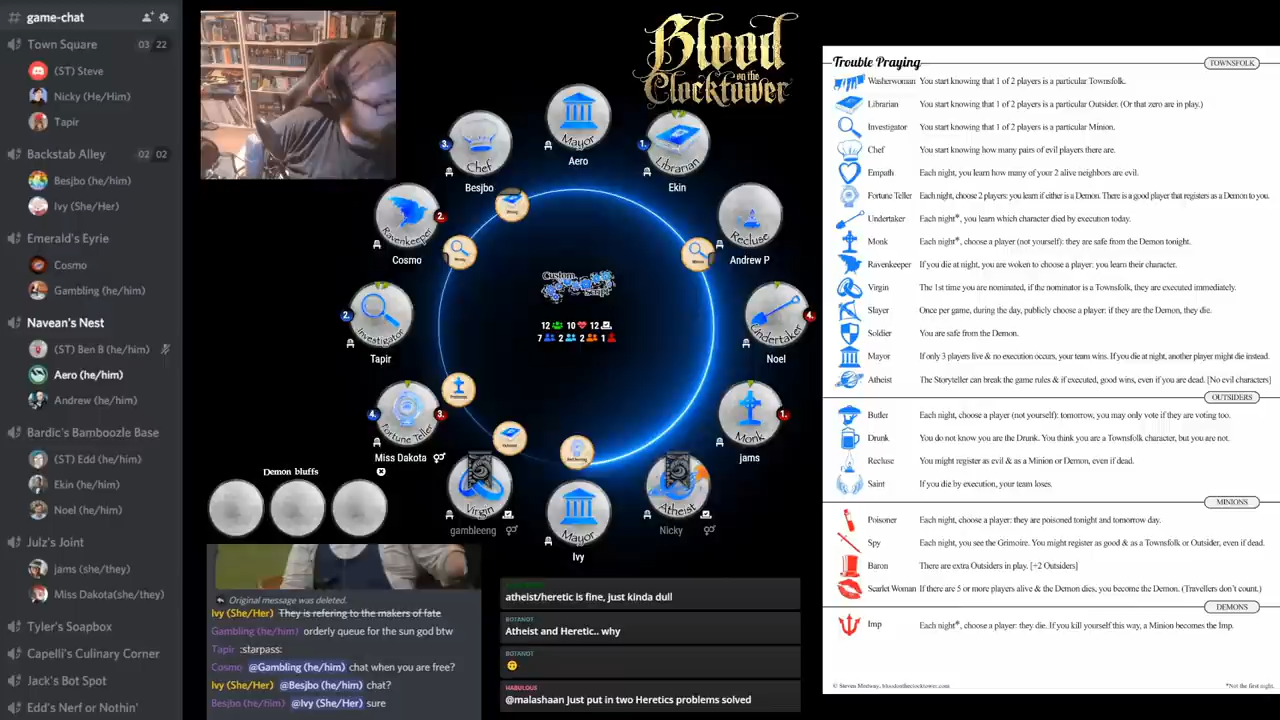 game-chat
Town Square
03 22
(ST) Steve
(He/Him)
Tapir
Backstab Alley
02 02
Besjbo (he/him)
Ivy (She/Her)
Emerald's Eyrie
Cosmo
Gambling (he/him)
Navean's Nest
(ST) Ben B (he/him)
Aero (he/him)
Andrew (he/him)
Bardic's Bamboozle Base
Ekin (he/him)
Noel (he/him)
Julz's Joint
jams (she/they)
Miss Dakota(she/they)
Tyler's Soapbox
Capelli's Culinary Corner
Jack's Bot Spot
Edd's Never Nothin'
Blood
on the
Clocktower
Mayor
Aero
3.
Chef
Besjbo
1.
Librarian
Ekin
Ravenkeeper
2.
Cosmo
Recluse
Andrew P
2.
Investigator
Tapir
Undertaker
4.
Noel
Custom
Script
12 10 12
7 2 2 1
4.
Fortune Teller
3.
Miss Dakota
Monk
1.
jams
Virgin
gambleeng
Mayor
Ivy
Atheist
Nicky
Demon bluffs
Original message was deleted.
Ivy (She/Her) They is refering to the makers of fate
Gambling (he/him) orderly queue for the sun god btw
Tapir :starpass:
Cosmo @Gambling (he/him) chat when you are free?
Ivy (She/Her) @Besjbo (he/him) chat?
Besjbo (he/him) @Ivy (She/Her) sure
atheist/heretic is fine, just kinda dull
BOTANOT
Atheist and Heretic.. why
BOTANOT
HABULOUS
@malashaan Just put in two Heretics problems solved
Trouble Praying
TOWNSFOLK
Washerwoman You start knowing that 1 of 2 players is a particular Townsfolk.
Librarian You start knowing that 1 of 2 players is a particular Outsider. (Or that zero are in play.)
Investigator You start knowing that 1 of 2 players is a particular Minion.
Chef You start knowing how many pairs of evil players there are.
Empath Each night, you learn how many of your 2 alive neighbors are evil.
Fortune Teller Each night, choose 2 players: you learn if either is a Demon. There is a good player that registers as a Demon to you.
Undertaker Each night*, you learn which character died by execution today.
Monk Each night*, choose a player (not yourself): they are safe from the Demon tonight.
Ravenkeeper If you die at night, you are woken to choose a player: you learn their character.
Virgin The 1st time you are nominated, if the nominator is a Townsfolk, they are executed immediately.
Slayer Once per game, during the day, publicly choose a player: if they are the Demon, they die.
Soldier You are safe from the Demon.
Mayor If only 3 players live & no execution occurs, your team wins. If you die at night, another player might die instead.
Atheist The Storyteller can break the game rules & if executed, good wins, even if you are dead. [No evil characters]
OUTSIDERS
Butler Each night, choose a player (not yourself): tomorrow, you may only vote if they are voting too.
Drunk You do not know you are the Drunk. You think you are a Townsfolk character, but you are not.
Recluse You might register as evil & as a Minion or Demon, even if dead.
Saint If you die by execution, your team loses.
MINIONS
Poisoner Each night, choose a player: they are poisoned tonight and tomorrow day.
Spy Each night, you see the Grimoire. You might register as good & as a Townsfolk or Outsider, even if dead.
Baron There are extra Outsiders in play. [+2 Outsiders]
Scarlet Woman If there are 5 or more players alive & the Demon dies, you become the Demon. (Travellers don't count.)
DEMONS
Imp Each night*, choose a player: they die. If you kill yourself this way, a Minion becomes the Imp.
© Steven Medway, bloodontheclocktower.com
*Not the first night.